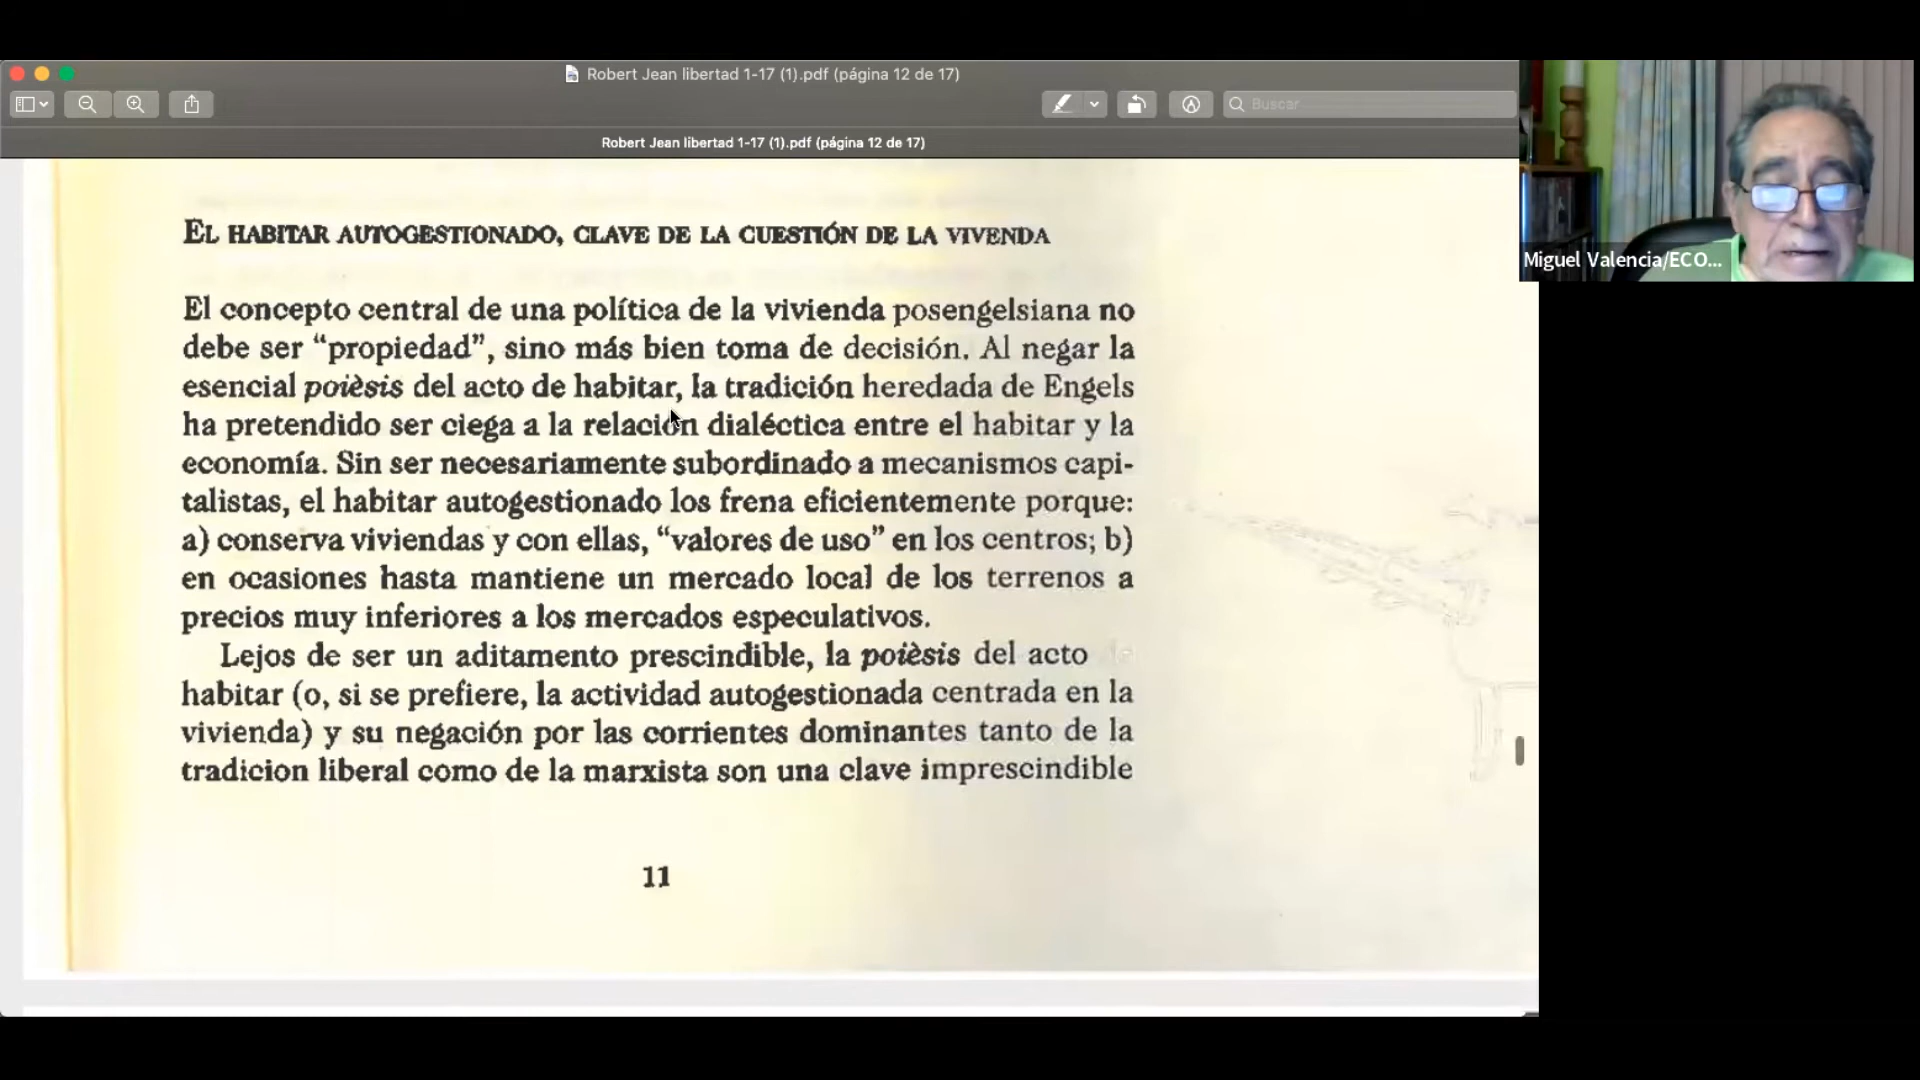 Robert Jean libertad 1-17 (1).pdf (página 12 de 17)
Buscar
Robert Jean libertad 1-17 (1).pdf (página 12 de 17)
EL HABITAR AUTOGESTIONADO, CLAVE DE LA CUESTIÓN DE LA VIVENDA
El concepto central de una política de la vivienda posengelsiana no
debe ser “propiedad”, sino más bien toma de decisión. Al negar la
esencial poièsis del acto de habitar, la tradición heredada de Engels
ha pretendido ser ciega a la relación dialéctica entre el habitar y la
economía. Sin ser necesariamente subordinado a mecanismos capi-
talistas, el habitar autogestionado los frena eficientemente porque:
a) conserva viviendas y con ellas, “valores de uso” en los centros; b)
en ocasiones hasta mantiene un mercado local de los terrenos a
precios muy inferiores a los mercados especulativos.
Lejos de ser un aditamento prescindible, la poièsis del acto
habitar (o, si se prefiere, la actividad autogestionada centrada en la
vivienda) y su negación por las corrientes dominantes tanto de la
tradicion liberal como de la marxista son una clave imprescindible
11
Miguel Valencia/ECO...